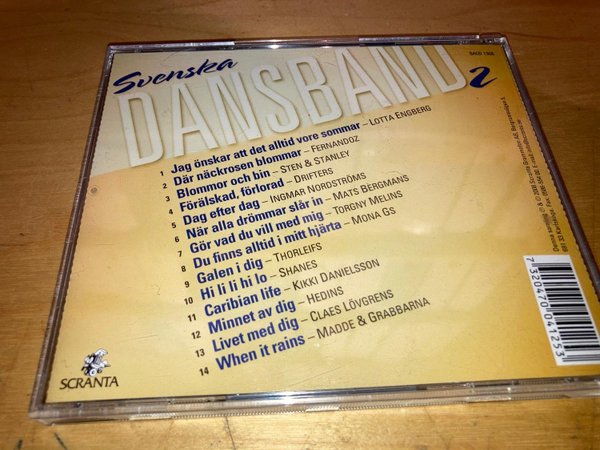 Svenska
DANSBAND 2
1 Jag önskar att det alltid vore sommar – LOTTA ENGBERG
2 Där näckrosen blommar – FERNANDOZ
3 Blommor och bin – STEN & STANLEY
4 Förälskad, förlorad – DRIFTERS
5 Dag efter dag – INGMAR NORDSTRÖMS
6 När alla drömmar slår in – MATS BERGMANS
7 Gör vad du vill med mig – TORGNY MELINS
8 Du finns alltid i mitt hjärta – MONA GS
9 Galen i dig – THORLEIFS
10 Hi li li hi lo – SHANES
11 Caribian life – KIKKI DANIELSSON
12 Minnet av dig – HEDINS
13 Livet med dig – CLAES LÖVGRENS
14 When it rains – MADDE & GRABBARNA
SCRANTA
7 320470 041253